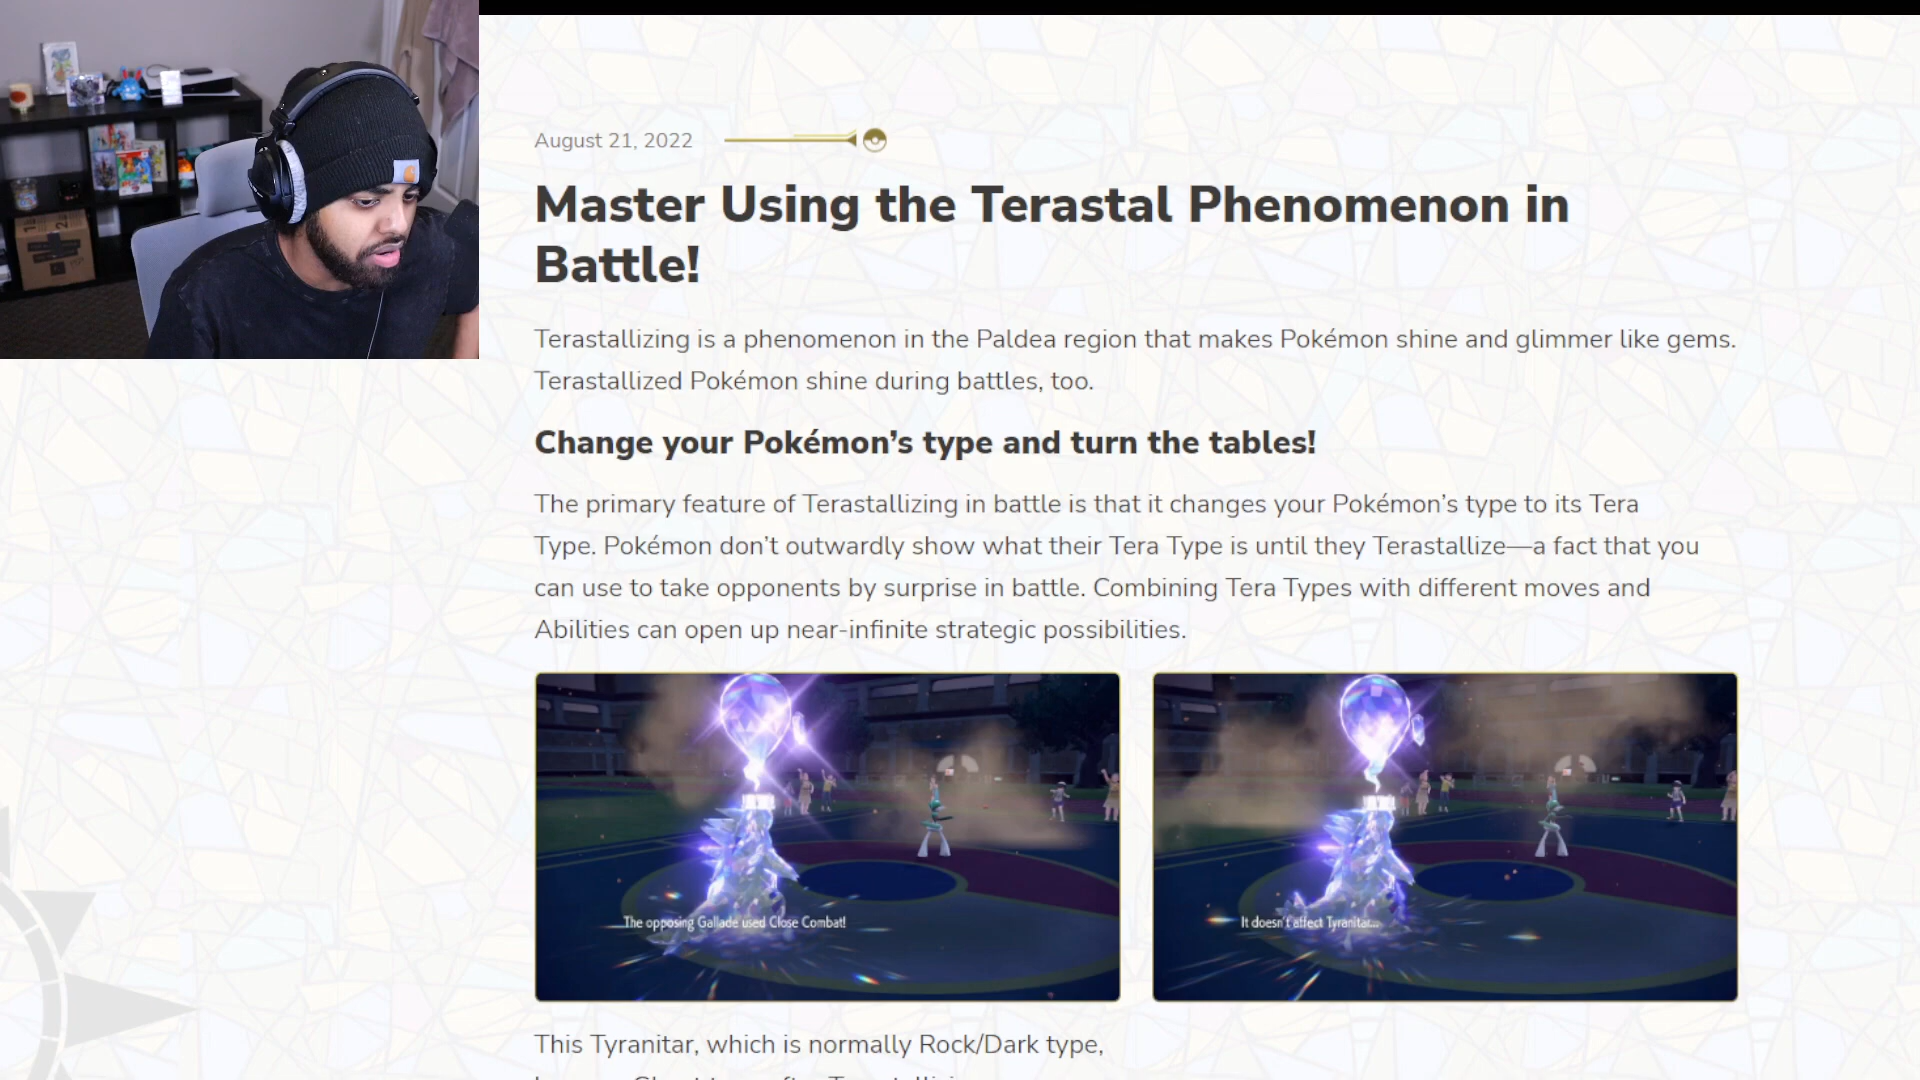 August 21, 2022
Master Using the Terastal Phenomenon in
Battle!
Terastallizing is a phenomenon in the Paldea region that makes Pokémon shine and glimmer like gems.
Terastallized Pokémon shine during battles, too.
Change your Pokémon’s type and turn the tables!
The primary feature of Terastallizing in battle is that it changes your Pokémon’s type to its Tera
Type. Pokémon don’t outwardly show what their Tera Type is until they Terastallize—a fact that you
can use to take opponents by surprise in battle. Combining Tera Types with different moves and
Abilities can open up near-infinite strategic possibilities.
The opposing Gallade used Close Combat!
It doesn't affect Tyranitar...
This Tyranitar, which is normally Rock/Dark type,